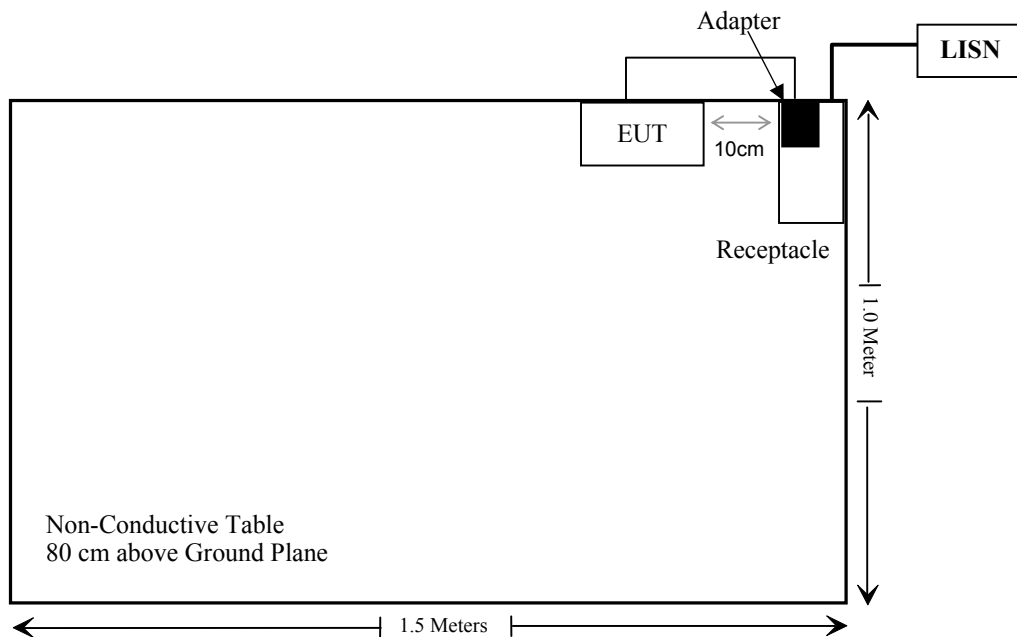 Adapter
LISN
EUT
10cm
Receptacle
1.0 Meter
Non-Conductive Table
80 cm above Ground Plane
1.5 Meters